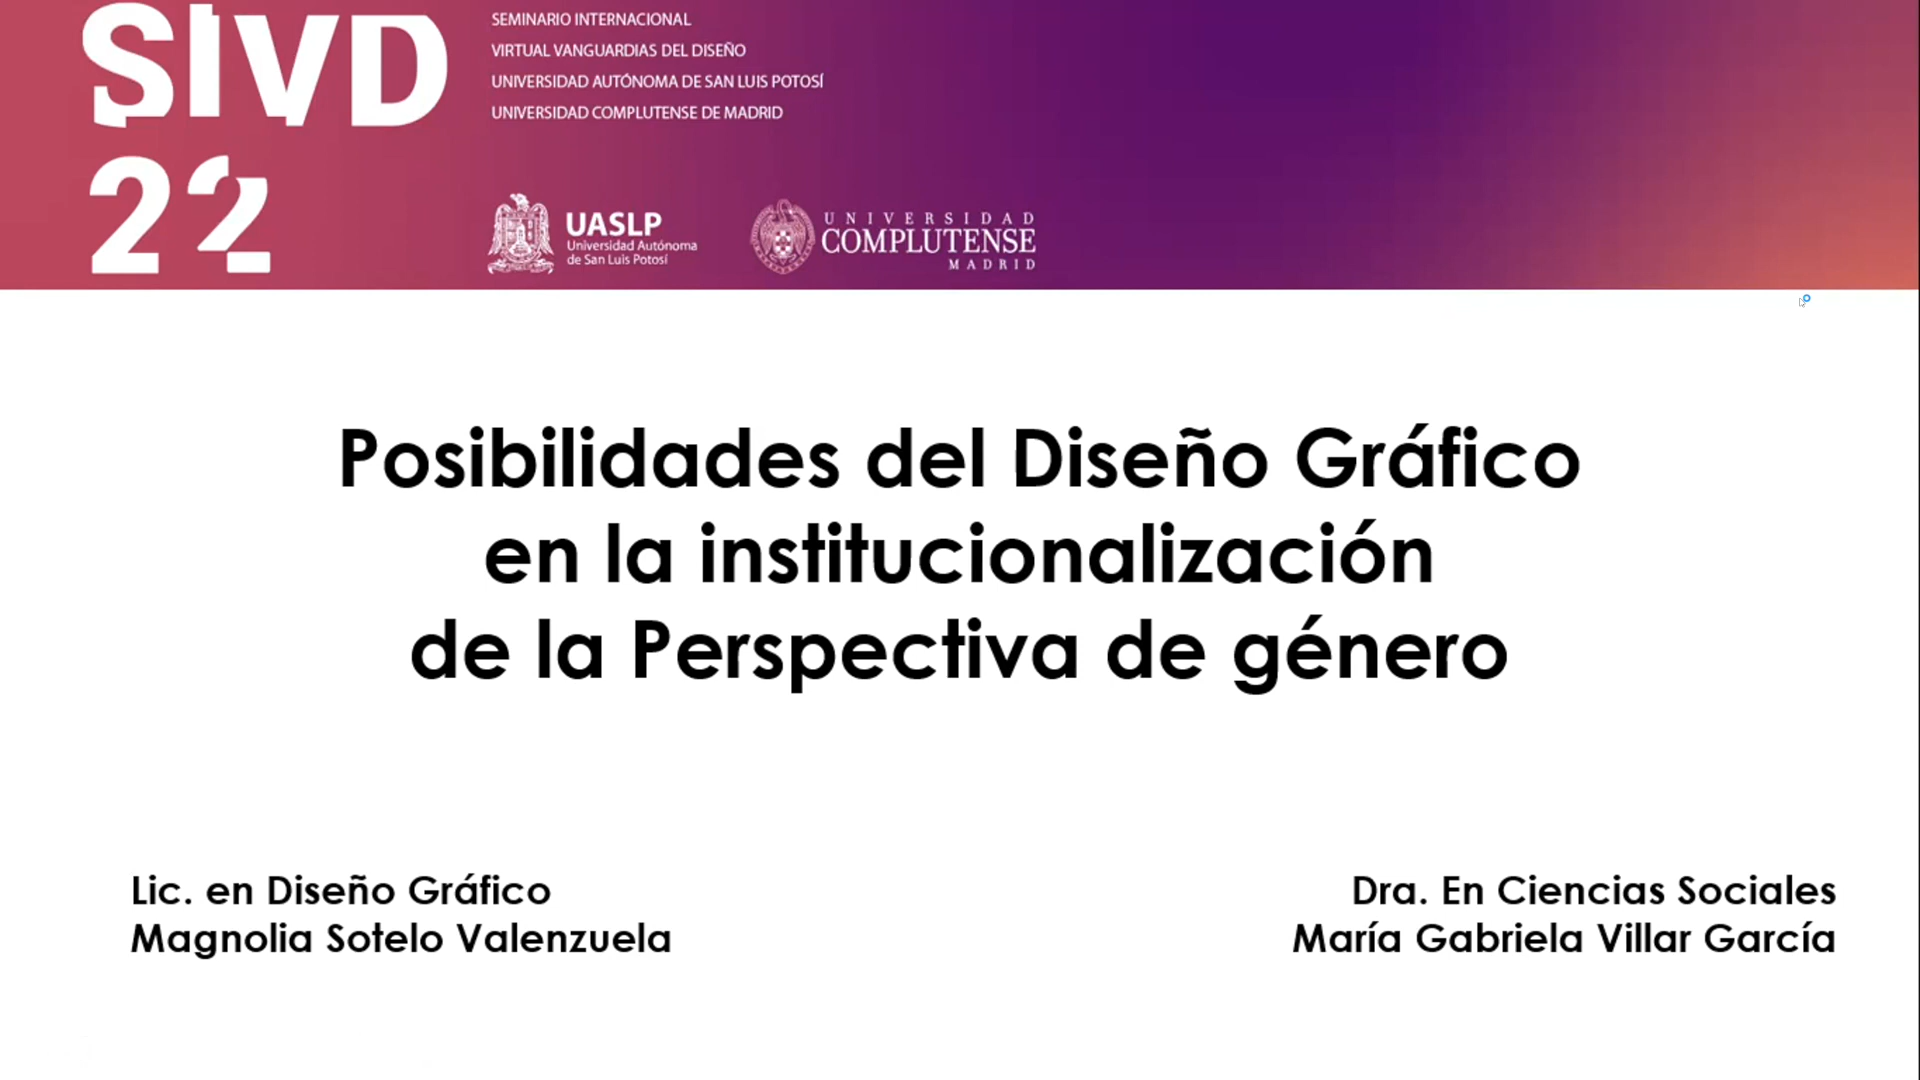 SIVD
22
SEMINARIO INTERNACIONAL
VIRTUAL VANGUARDIAS DEL DISEÑO
UNIVERSIDAD AUTÓNOMA DE SAN LUIS POTOSÍ
UNIVERSIDAD COMPLUTENSE DE MADRID
UASLP
Universidad Autónoma
de San Luis Potosí
UNIVERSIDAD
COMPLUTENSE
MADRID
Posibilidades del Diseño Gráfico
en la institucionalización
de la Perspectiva de género
Lic. en Diseño Gráfico
Magnolia Sotelo Valenzuela
Dra. En Ciencias Sociales
María Gabriela Villar García